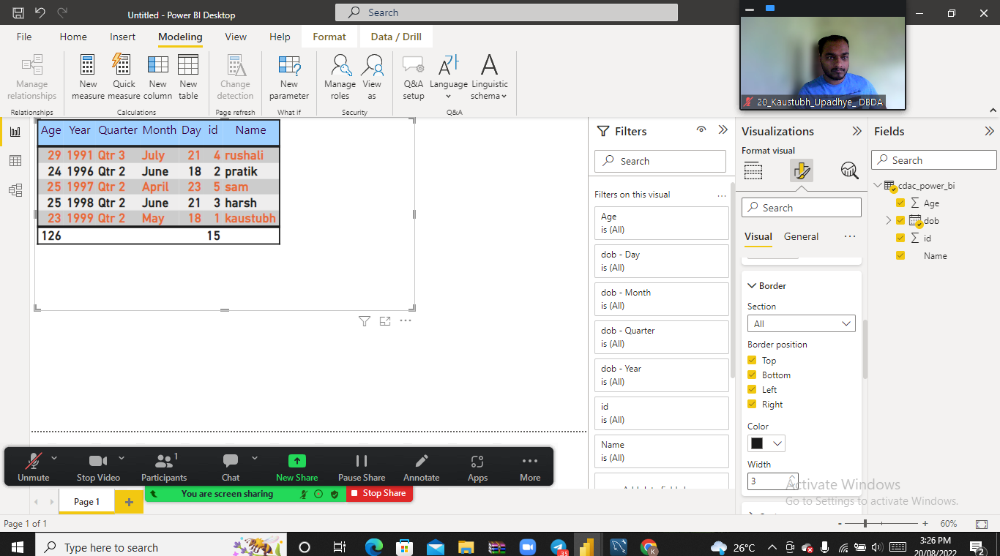 Untitled - Power BI Desktop
Search
File Home Insert Modeling View Help Format Data / Drill
Manage relationships
New measure
Quick measure
New column
New table
Change detection
New parameter
Manage roles
View as
Q&A setup
Language
Linguistic schema
Relationships
Calculations
Page refresh
What if
Security
Q&A
20_Kaustubh_Upadhye_ DBDA
Age Year Quarter Month Day id Name
29 1991 Qtr 3 July 21 4 rushali
24 1996 Qtr 2 June 18 2 pratik
25 1997 Qtr 2 April 23 5 sam
25 1998 Qtr 2 June 21 3 harsh
23 1999 Qtr 2 May 18 1 kaustubh
126 15
Filters
Search
Filters on this visual
Age
is (All)
dob - Day
is (All)
dob - Month
is (All)
dob - Quarter
is (All)
dob - Year
is (All)
id
is (All)
Name
is (All)
Visualizations
Format visual
Search
Visual General
Border
Section
All
Border position
Top
Bottom
Left
Right
Color
Width
3
Fields
Search
cdac_power_bi
Age
dob
id
Name
Activate Windows
Go to Settings to activate Windows.
Unmute
Stop Video
1
Participants
Chat
New Share
Pause Share
Annotate
Apps
More
You are screen sharing
Stop Share
Page 1
Page 1 of 1
- + 60%
Type here to search
35
K
26°C
3:26 PM
20/08/2022
2